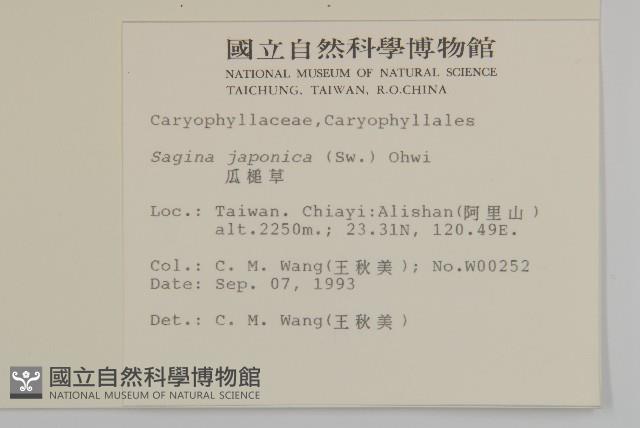 國立自然科學博物館
NATIONAL MUSEUM OF NATURAL SCIENCE
TAICHUNG, TAIWAN, R.O.CHINA
Caryophyllaceae,Caryophyllales
Sagina japonica (Sw.) Ohwi
瓜槌草
Loc.: Taiwan. Chiayi:Alishan(阿里山)
alt.2250m.; 23.31N, 120.49E.
Col.: C. M. Wang(王秋美); No.W00252
Date: Sep. 07, 1993
Det.: C. M. Wang(王秋美)
國立自然科學博物館
NATIONAL MUSEUM OF NATURAL SCIENCE